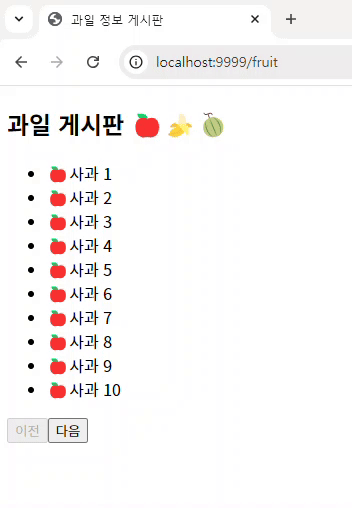 과일 정보 게시판
localhost:9999/fruit
과일 게시판 🍎 🍌 🍈
• 🍎 사과 1
• 🍎 사과 2
• 🍎 사과 3
• 🍎 사과 4
• 🍎 사과 5
• 🍎 사과 6
• 🍎 사과 7
• 🍎 사과 8
• 🍎 사과 9
• 🍎 사과 10
이전 다음